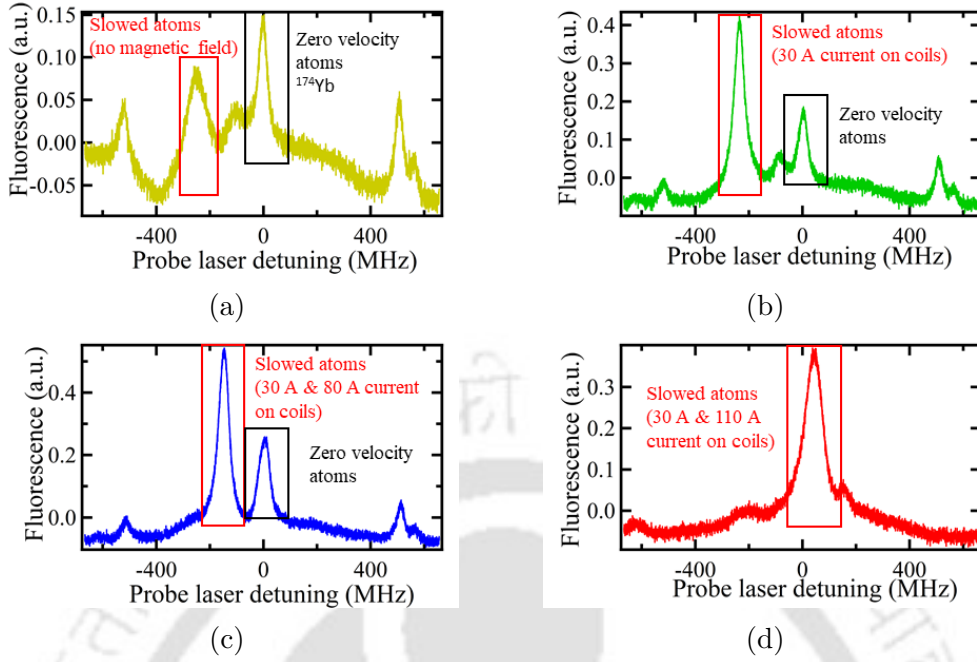 Fluorescence (a.u.)
0.15
0.10
0.05
0.00
-0.05
Slowed atoms
(no magnetic field)
Zero velocity
atoms
¹⁷⁴Yb
-400
0
400
Probe laser detuning (MHz)
(a)
Fluorescence (a.u.)
0.4
0.2
0.0
Slowed atoms
(30 A current on coils)
Zero velocity
atoms
-400
0
400
Probe laser detuning (MHz)
(b)
Fluorescence (a.u.)
0.4
0.2
0.0
Slowed atoms
(30 A & 80 A current
on coils)
Zero velocity
atoms
-400
0
400
Probe laser detuning (MHz)
(c)
Fluorescence (a.u.)
0.3
0.2
0.1
0.0
Slowed atoms
(30 A & 110 A
current on coils)
-400
0
400
Probe laser detuning (MHz)
(d)